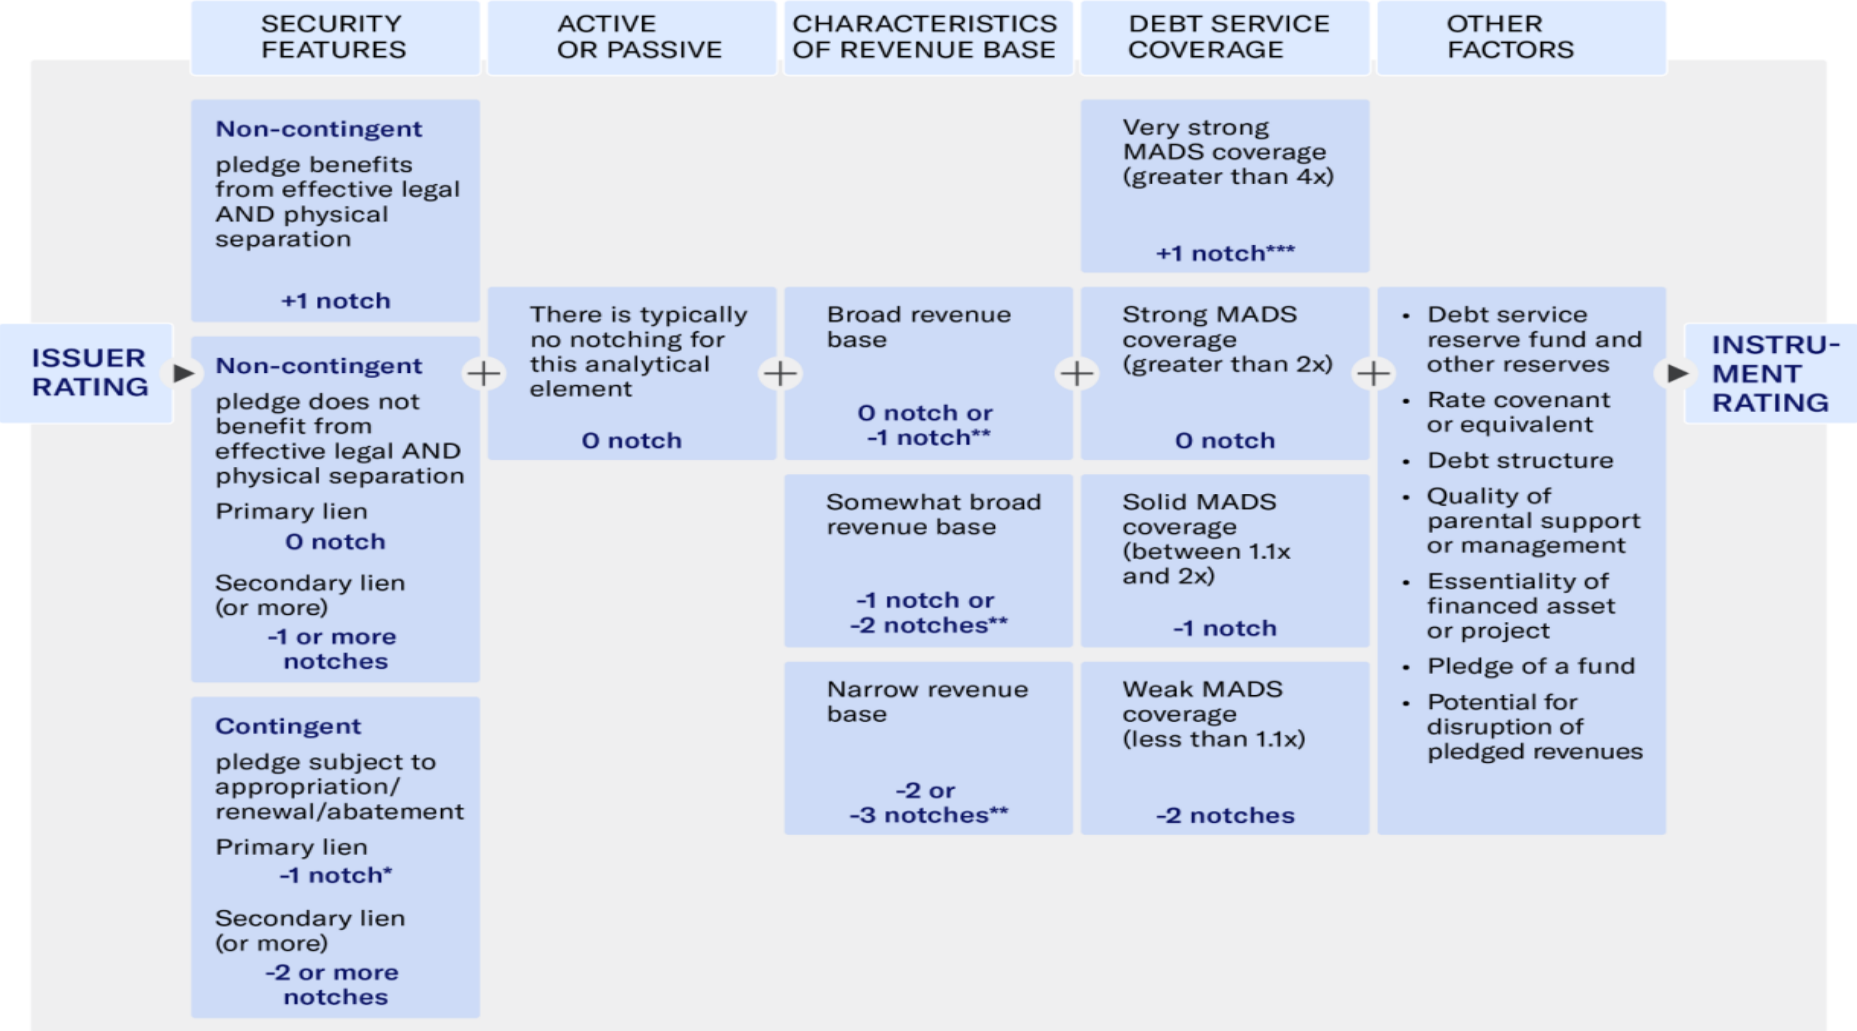 SECURITY
FEATURES
ACTIVE
OR PASSIVE
CHARACTERISTICS
OF REVENUE BASE
DEBT SERVICE
COVERAGE
OTHER
FACTORS
ISSUER
RATING
Non-contingent
pledge benefits
from effective legal
AND physical
separation
+1 notch
Non-contingent
pledge does not
benefit from
effective legal AND
physical separation
Primary lien
0 notch
Secondary lien
(or more)
-1 or more
notches
Contingent
pledge subject to
appropriation/
renewal/abatement
Primary lien
-1 notch*
Secondary lien
(or more)
-2 or more
notches
+
There is typically
no notching for
this analytical
element
0 notch
+
Broad revenue
base
0 notch or
-1 notch**
Somewhat broad
revenue base
-1 notch or
-2 notches**
Narrow revenue
base
-2 or
-3 notches**
+
Very strong
MADS coverage
(greater than 4x)
+1 notch***
Strong MADS
coverage
(greater than 2x)
0 notch
Solid MADS
coverage
(between 1.1x
and 2x)
-1 notch
Weak MADS
coverage
(less than 1.1x)
-2 notches
+
• Debt service
reserve fund and
other reserves
• Rate covenant
or equivalent
• Debt structure
• Quality of
parental support
or management
• Essentiality of
financed asset
or project
• Pledge of a fund
• Potential for
disruption of
pledged revenues
INSTRU-
MENT
RATING